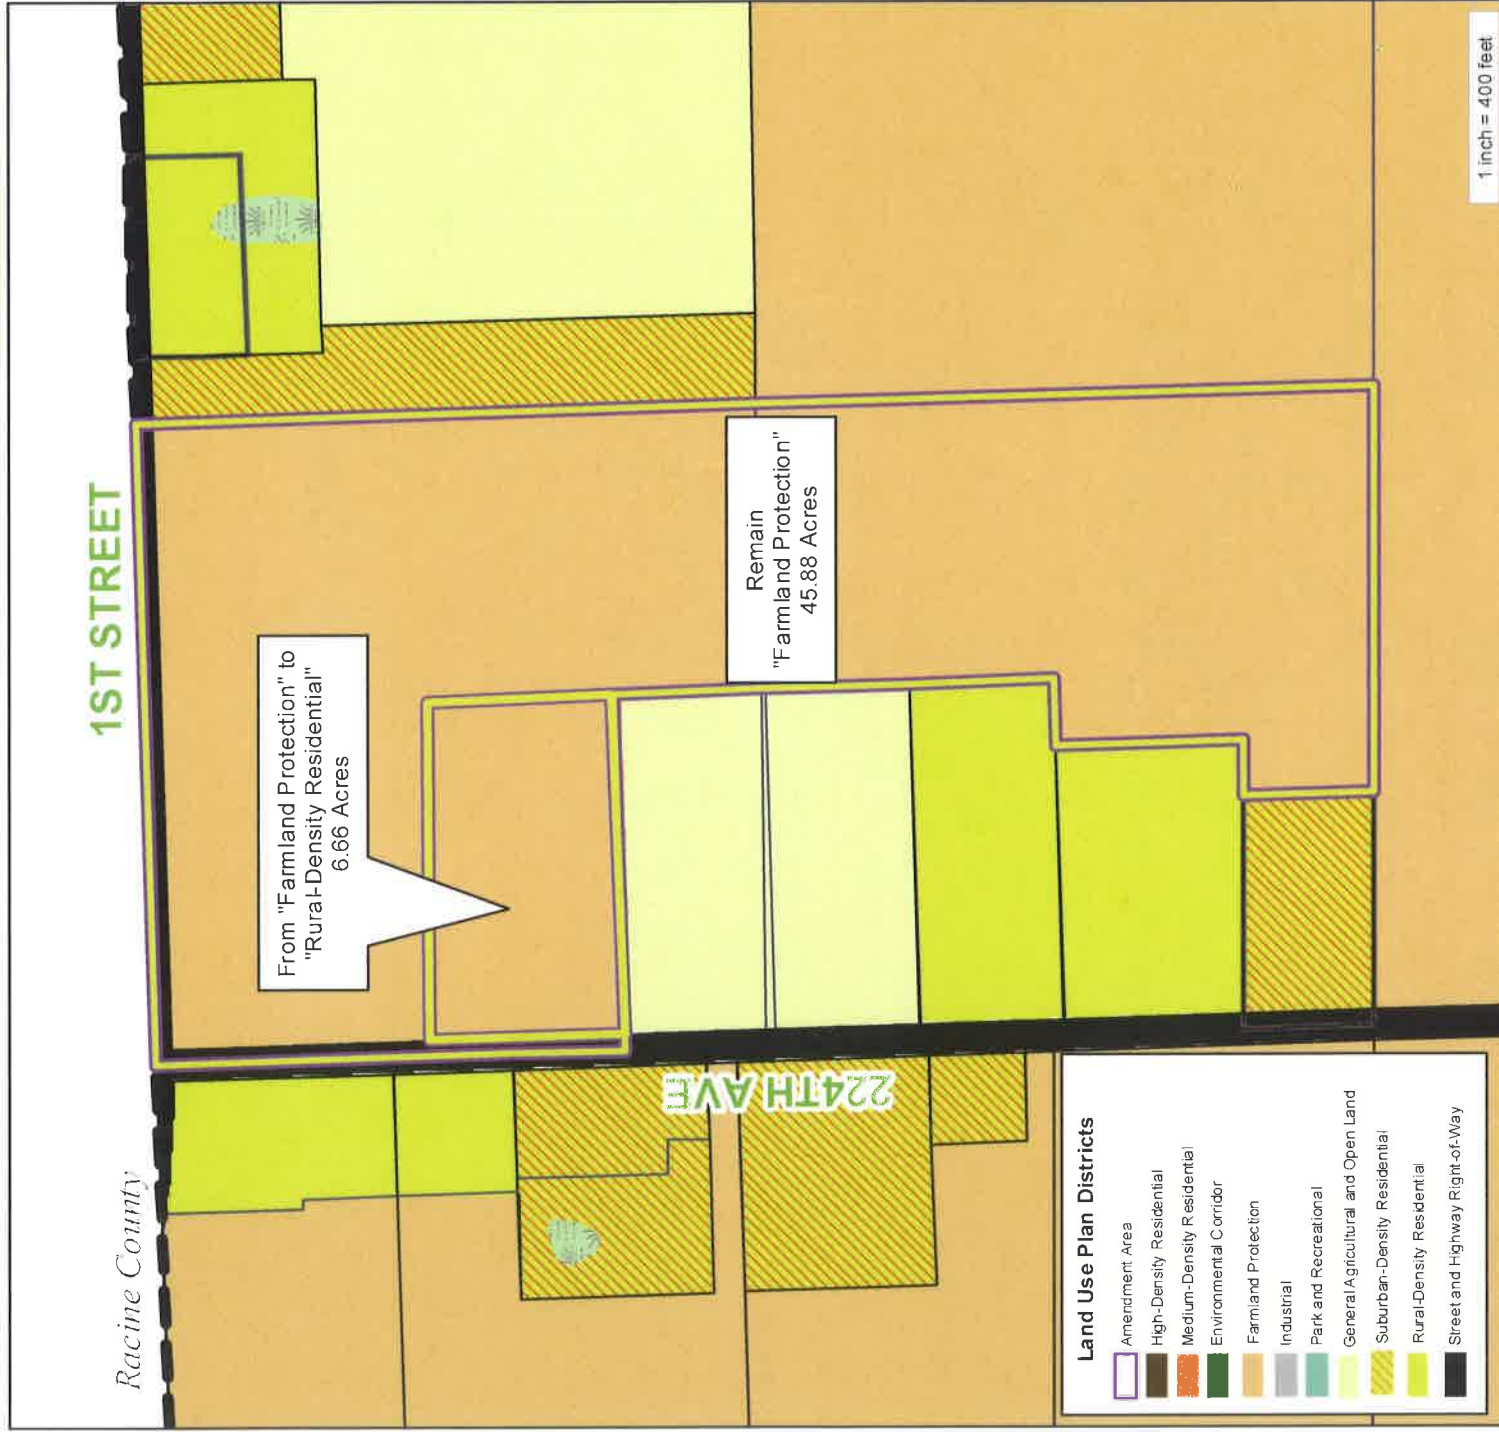 Racine County
1ST STREET
From "Farmland Protection" to
"Rural-Density Residential"
6.66 Acres
Remain
"Farmland Protection"
45.88 Acres
224TH AVE
Land Use Plan Districts
Amendment Area
High-Density Residential
Medium-Density Residential
Environmental Corridor
Farmland Protection
Industrial
Park and Recreational
General Agricultural and Open Land
Suburban-Density Residential
Rural-Density Residential
Street and Highway Right-of-Way
1 inch = 400 feet